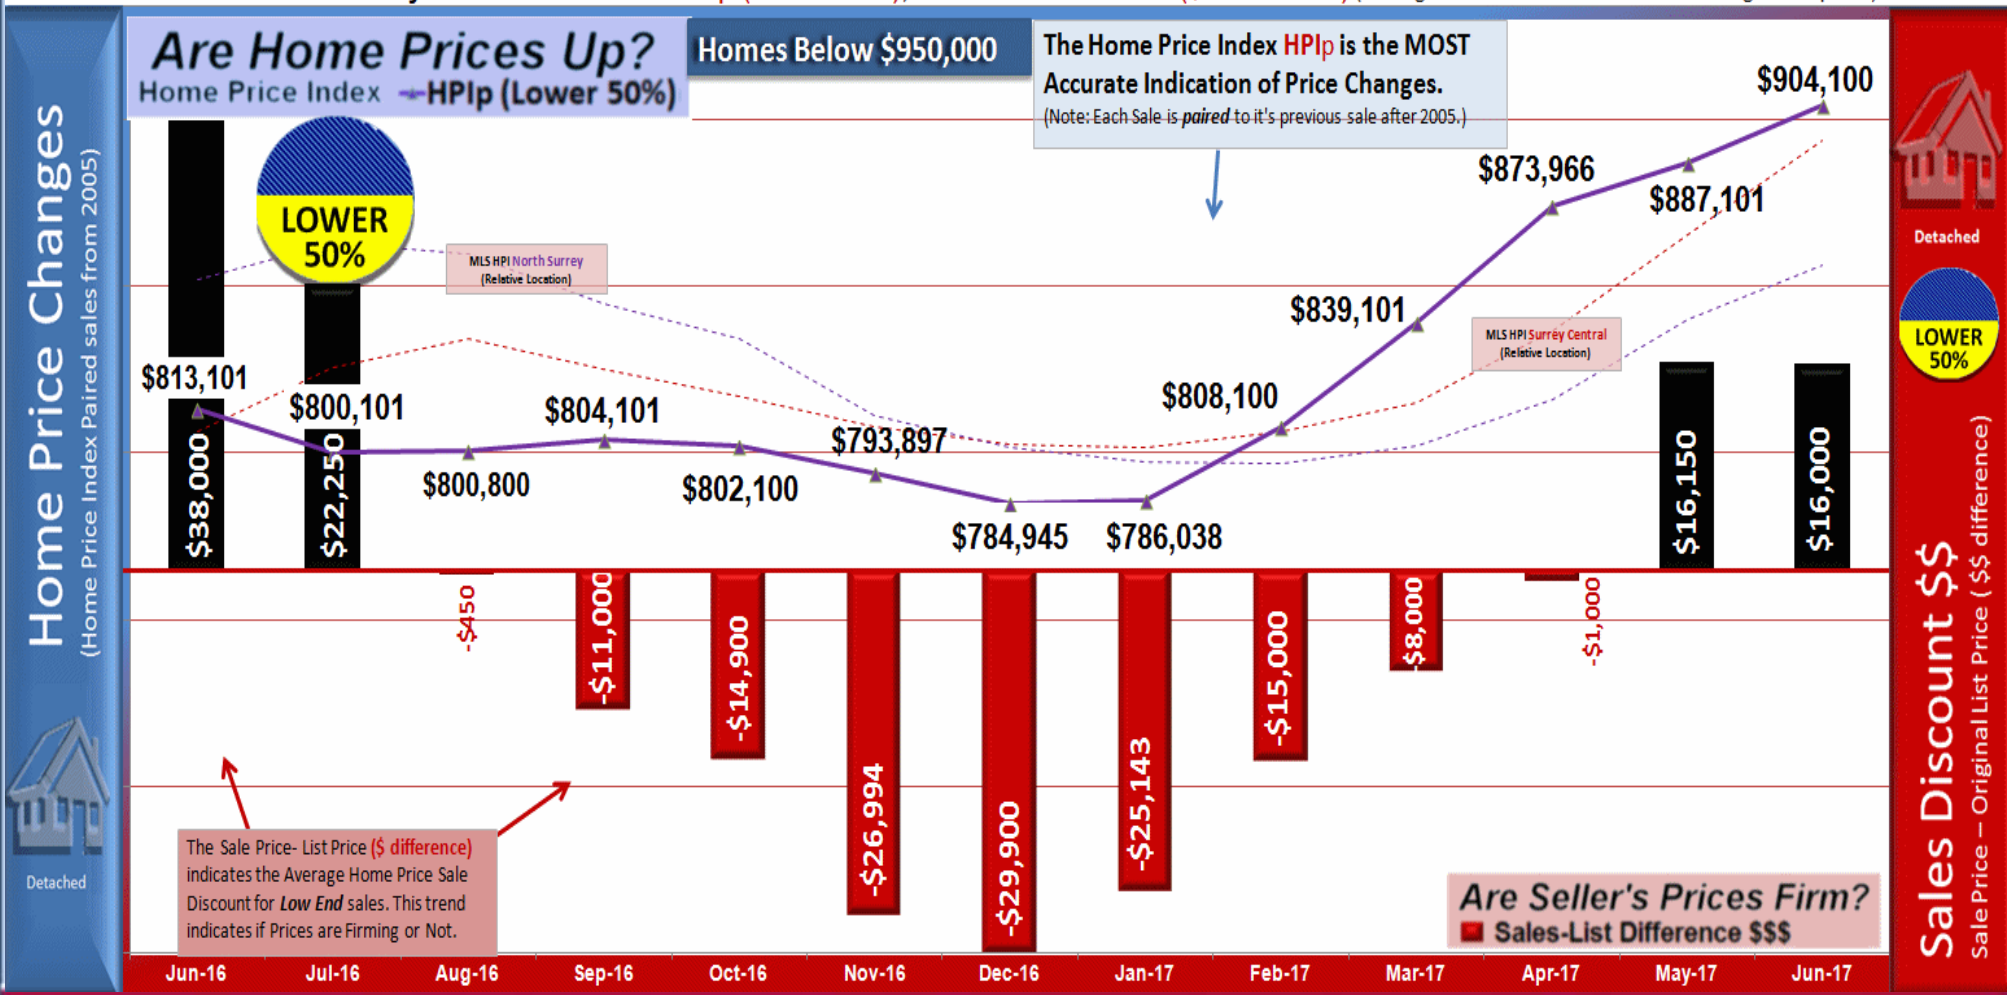 Are Home Prices Up?
Home Price Index HPIp (Lower 50%)
Homes Below $950,000
The Home Price Index HPIp is the MOST
Accurate Indication of Price Changes.
(Note: Each Sale is paired to it's previous sale after 2005.)
Home Price Changes
(Home Price Index Paired sales from 2005)
Detached
LOWER
50%
MLS HPI North Surrey
(Relative Location)
MLS HPI Surrey Central
(Relative Location)
$813,101
$800,101
$800,800
$804,101
$802,100
$793,897
$784,945
$786,038
$808,100
$839,101
$873,966
$887,101
$904,100
$38,000
$22,250
-$450
-$11,000
-$14,900
-$26,994
-$29,900
-$25,143
-$15,000
-$8,000
-$1,000
$16,150
$16,000
The Sale Price- List Price ($ difference)
indicates the Average Home Price Sale
Discount for Low End sales. This trend
indicates if Prices are Firming or Not.
Are Seller's Prices Firm?
Sales-List Difference $$$
Jun-16
Jul-16
Aug-16
Sep-16
Oct-16
Nov-16
Dec-16
Jan-17
Feb-17
Mar-17
Apr-17
May-17
Jun-17
Detached
LOWER
50%
Sales Discount $$
Sale Price – Original List Price ( $$ difference)